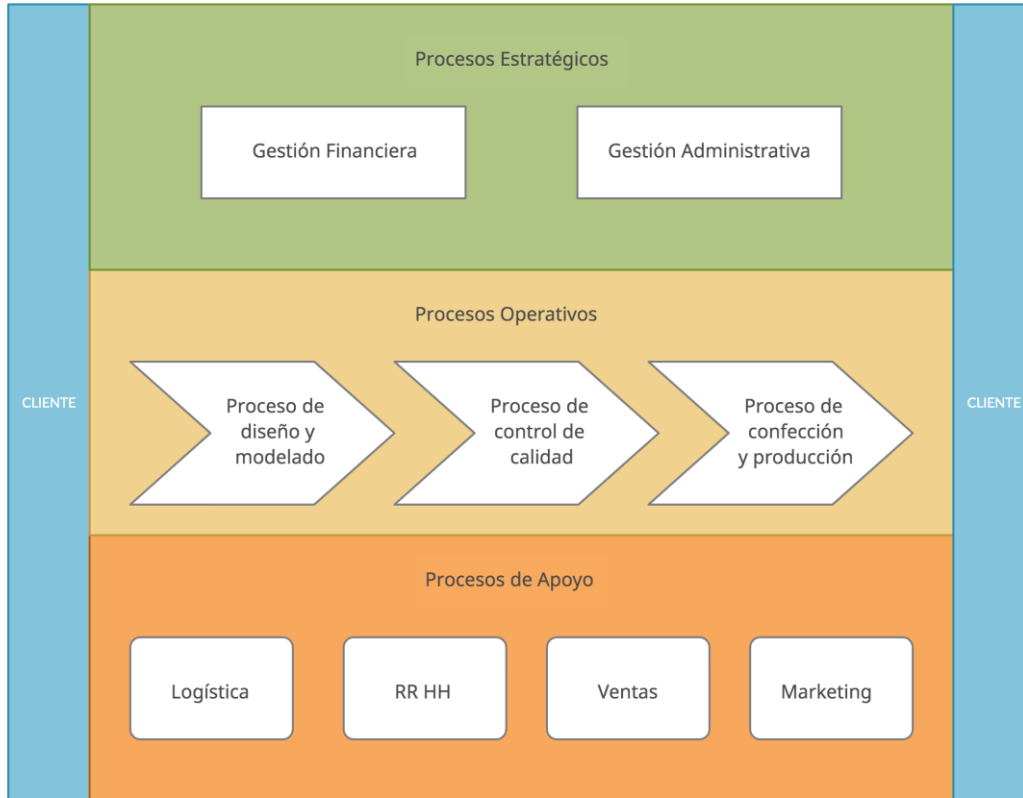 Procesos Estratégicos
Gestión Financiera
Gestión Administrativa
Procesos Operativos
CLIENTE
Proceso de
diseño y
modelado
Proceso de
control de
calidad
Proceso de
confección
y producción
CLIENTE
Procesos de Apoyo
Logística
RR HH
Ventas
Marketing